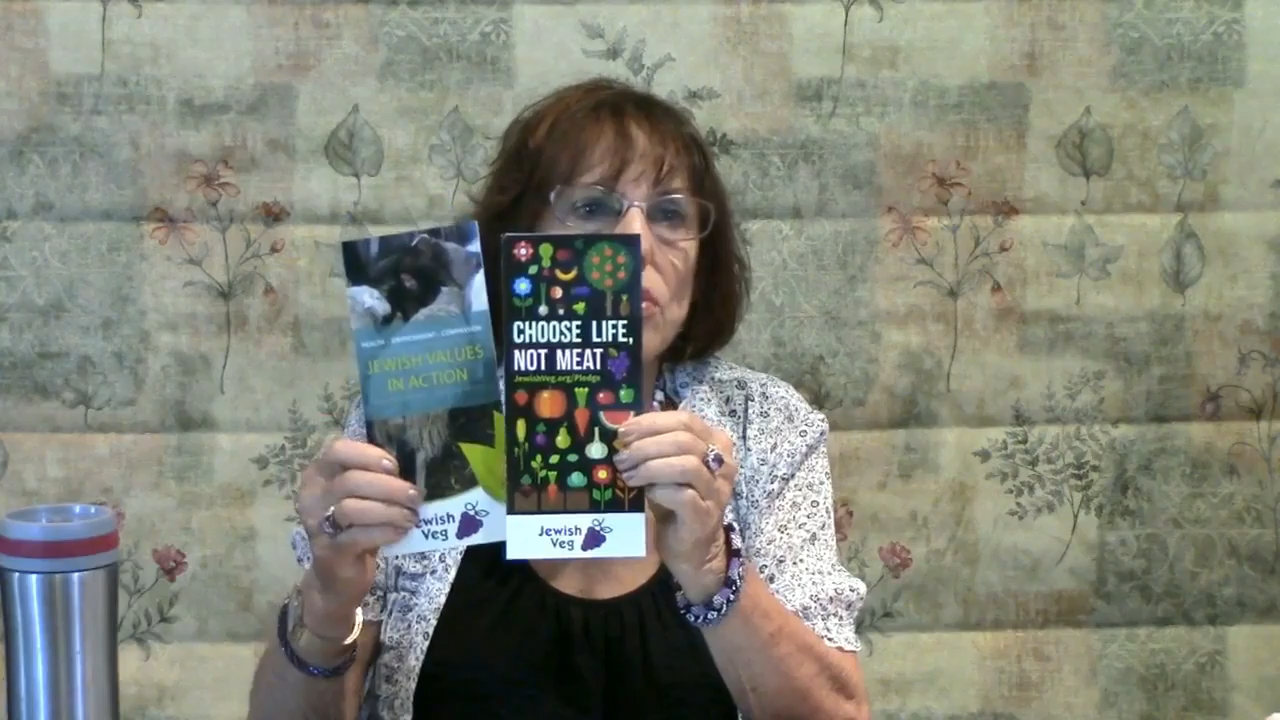 HEALTH · ENVIRONMENT · COMPASSION
JEWISH VALUES
IN ACTION
Jewish
Veg
CHOOSE LIFE,
NOT MEAT
JewishVeg.org/Pledge
Jewish
Veg